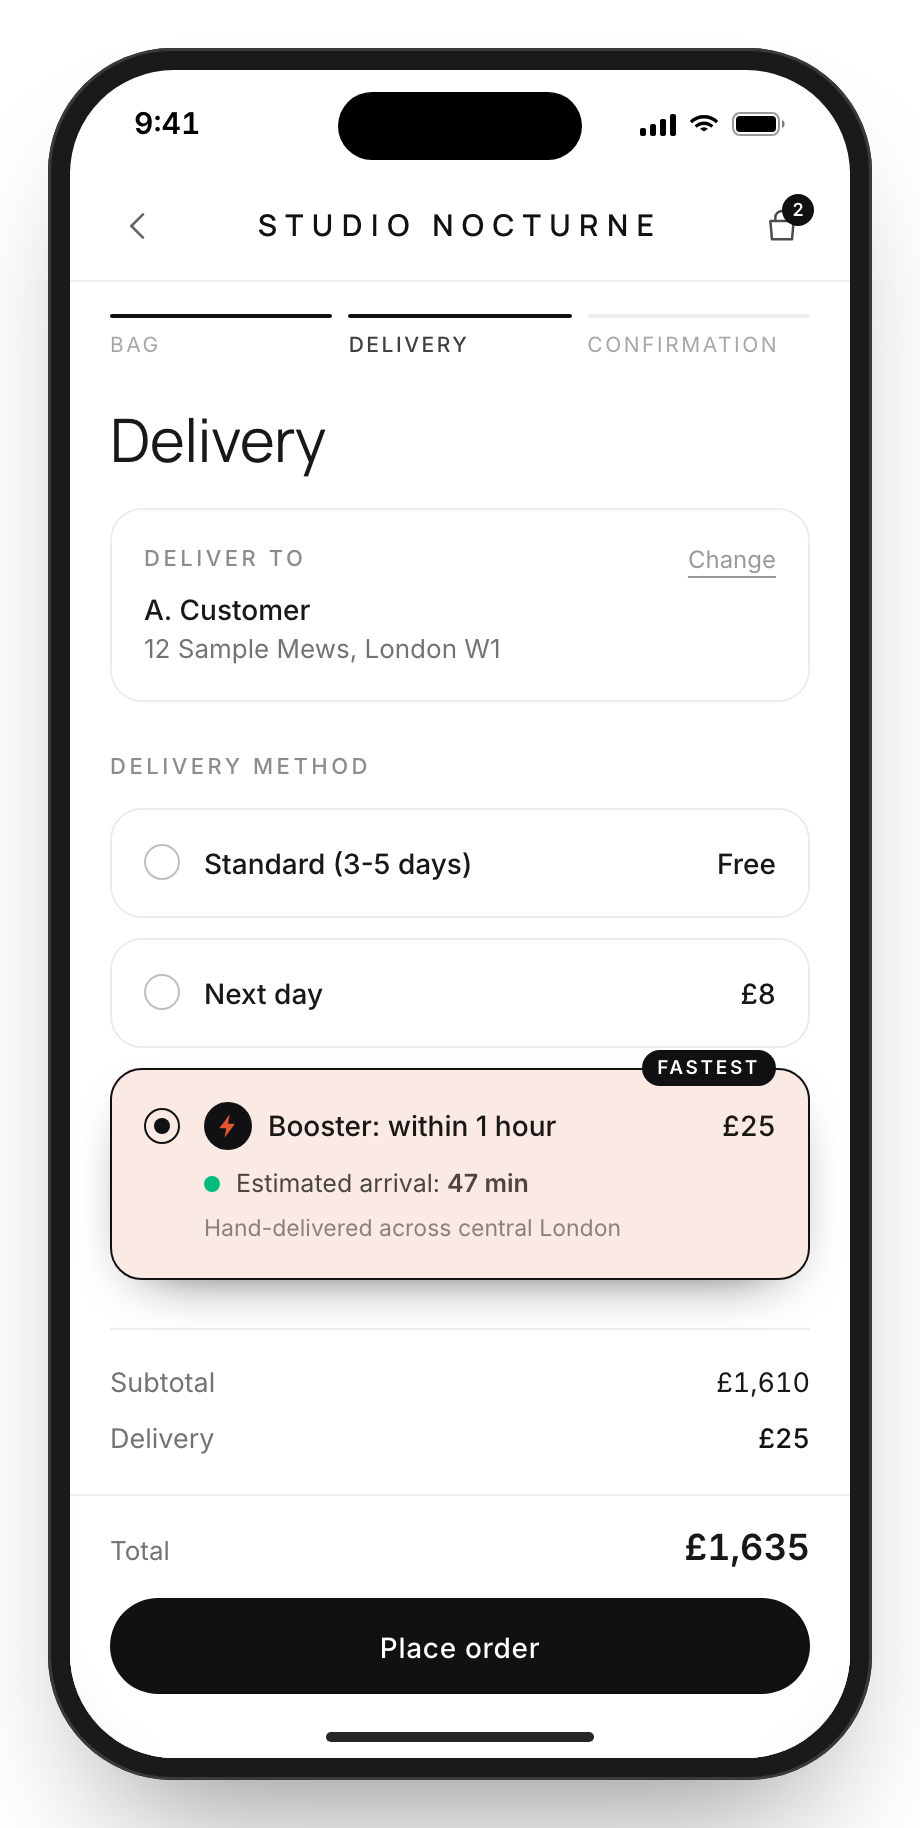 9:41
STUDIO NOCTURNE
2
BAG
DELIVERY
CONFIRMATION
Delivery
DELIVER TO
Change
A. Customer
12 Sample Mews, London W1
DELIVERY METHOD
Standard (3-5 days)
Free
Next day
£8
FASTEST
Booster: within 1 hour
£25
Estimated arrival: 47 min
Hand-delivered across central London
Subtotal
£1,610
Delivery
£25
Total
£1,635
Place order